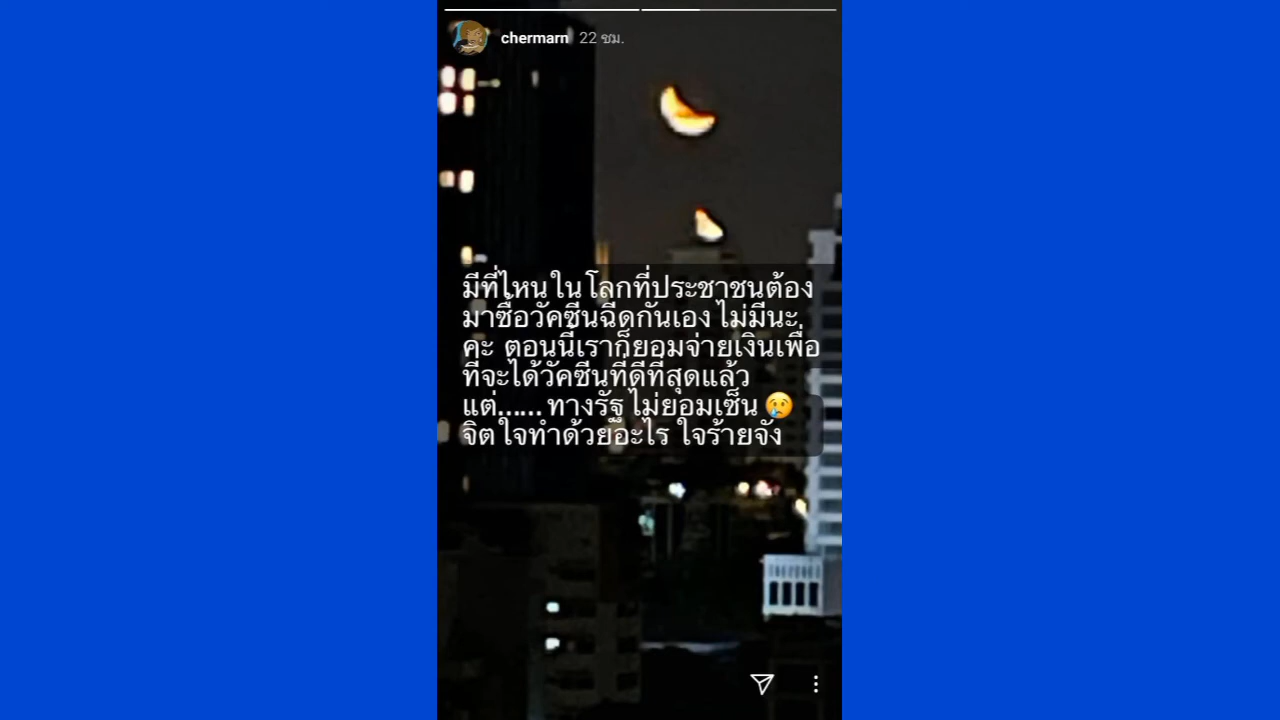 chermarn 22 ชม.
มีที่ไหนในโลกที่ประชาชนต้อง
มาซื้อวัคซีนฉีดกันเอง ไม่มีนะ
คะ ตอนนี้เราก็ยอมจ่ายเงินเพื่อ
ที่จะได้วัคซีนที่ดีที่สุดแล้ว
แต่...... ทางรัฐ ไม่ยอมเซ็น 😢
จิตใจทำด้วยอะไร ใจร้ายจัง